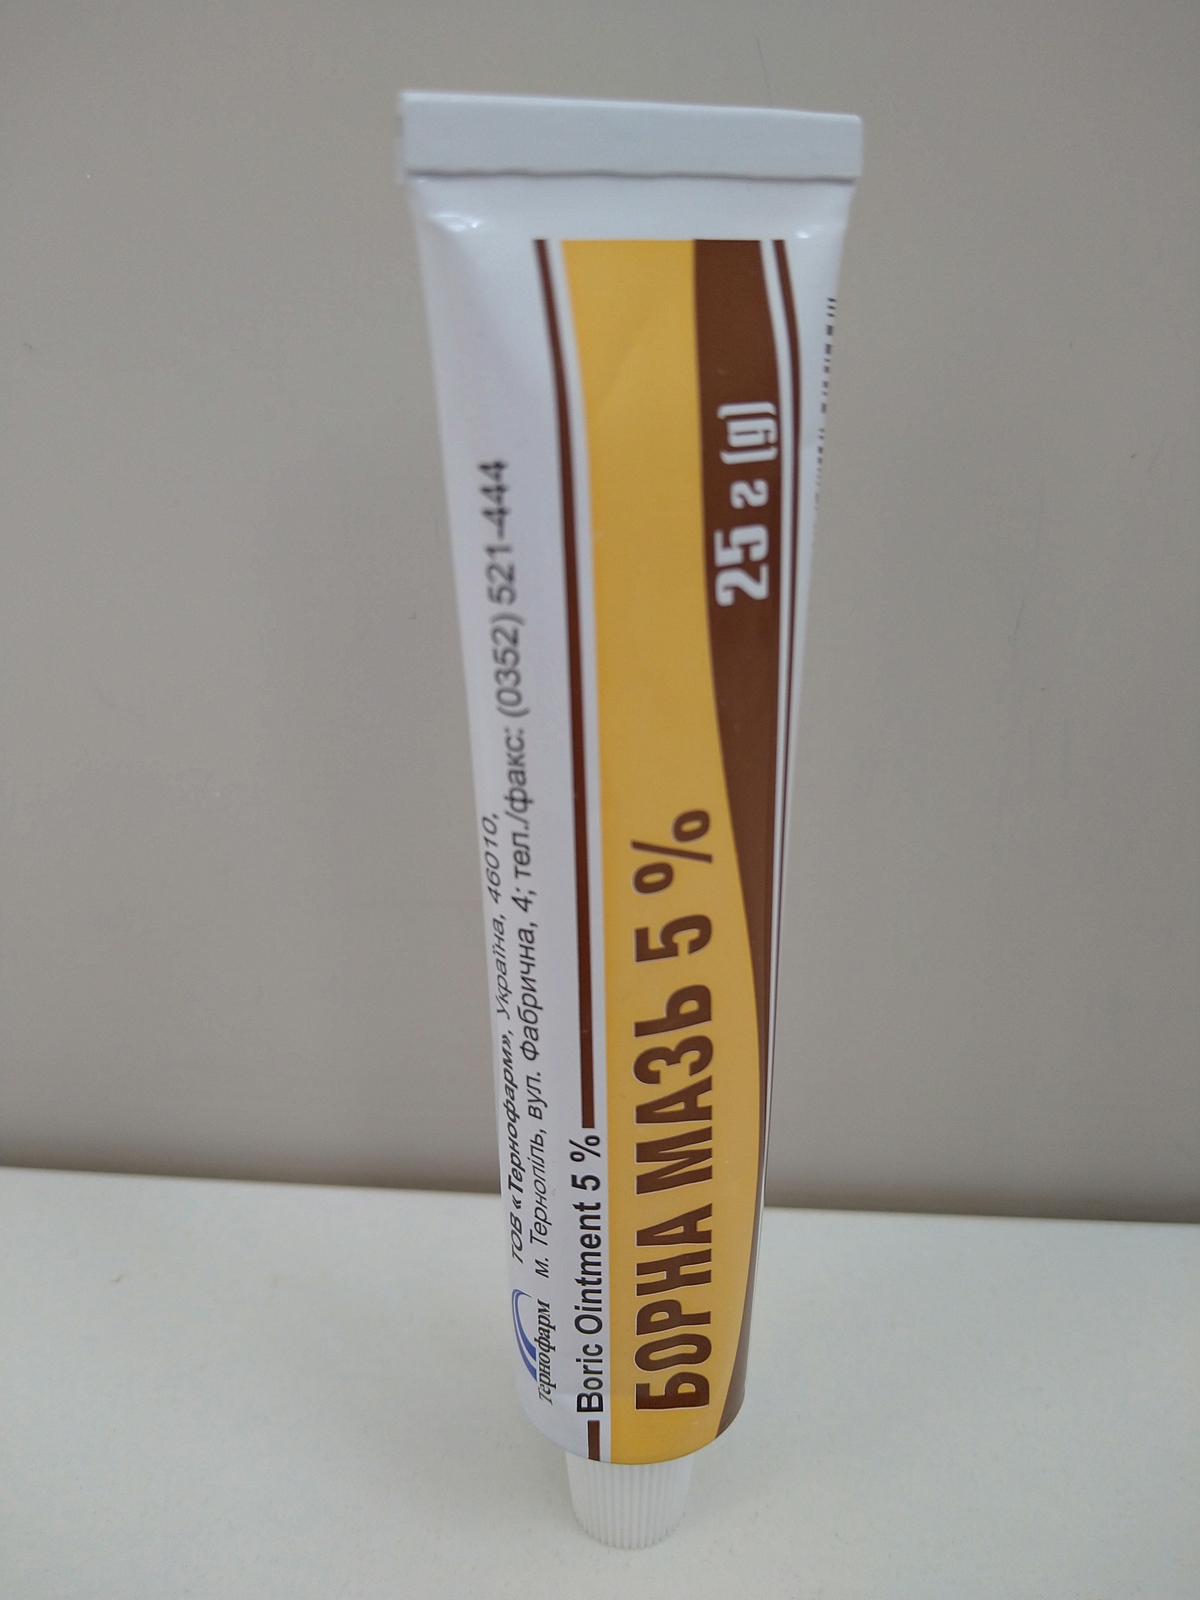 ТОВ «Тернофарм», Україна, 46010,
м. Тернопіль, вул. Фабрична, 4; тел./факс: (0352) 521-444
Тернофарм
Boric Ointment 5 %
БОРНА МАЗЬ 5 %
25 г (g)